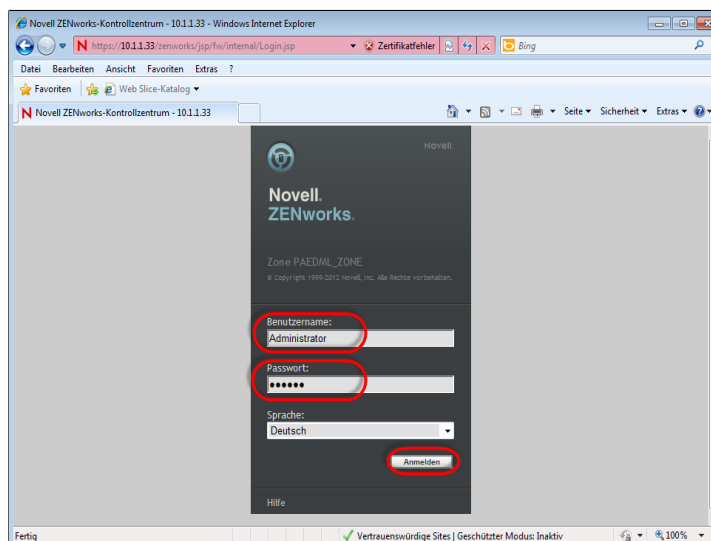 Novell ZENworks-Kontrollzentrum - 10.1.1.33 - Windows Internet Explorer
https://10.1.1.33/zenworks/jsp/fw/internal/Login.jsp
Zertifikatfehler
Bing
Datei Bearbeiten Ansicht Favoriten Extras ?
Favoriten Web Slice-Katalog
Novell ZENworks-Kontrollzentrum - 10.1.1.33
Seite Sicherheit Extras
Novell
Novell.
ZENworks.
Zone PAEDML_ZONE
© Copyright 1999-2012 Novell, Inc. Alle Rechte vorbehalten.
Benutzername:
Administrator
Passwort:
●●●●●●
Sprache:
Deutsch
Anmelden
Hilfe
Fertig
Vertrauenswürdige Sites | Geschützter Modus: Inaktiv
100%